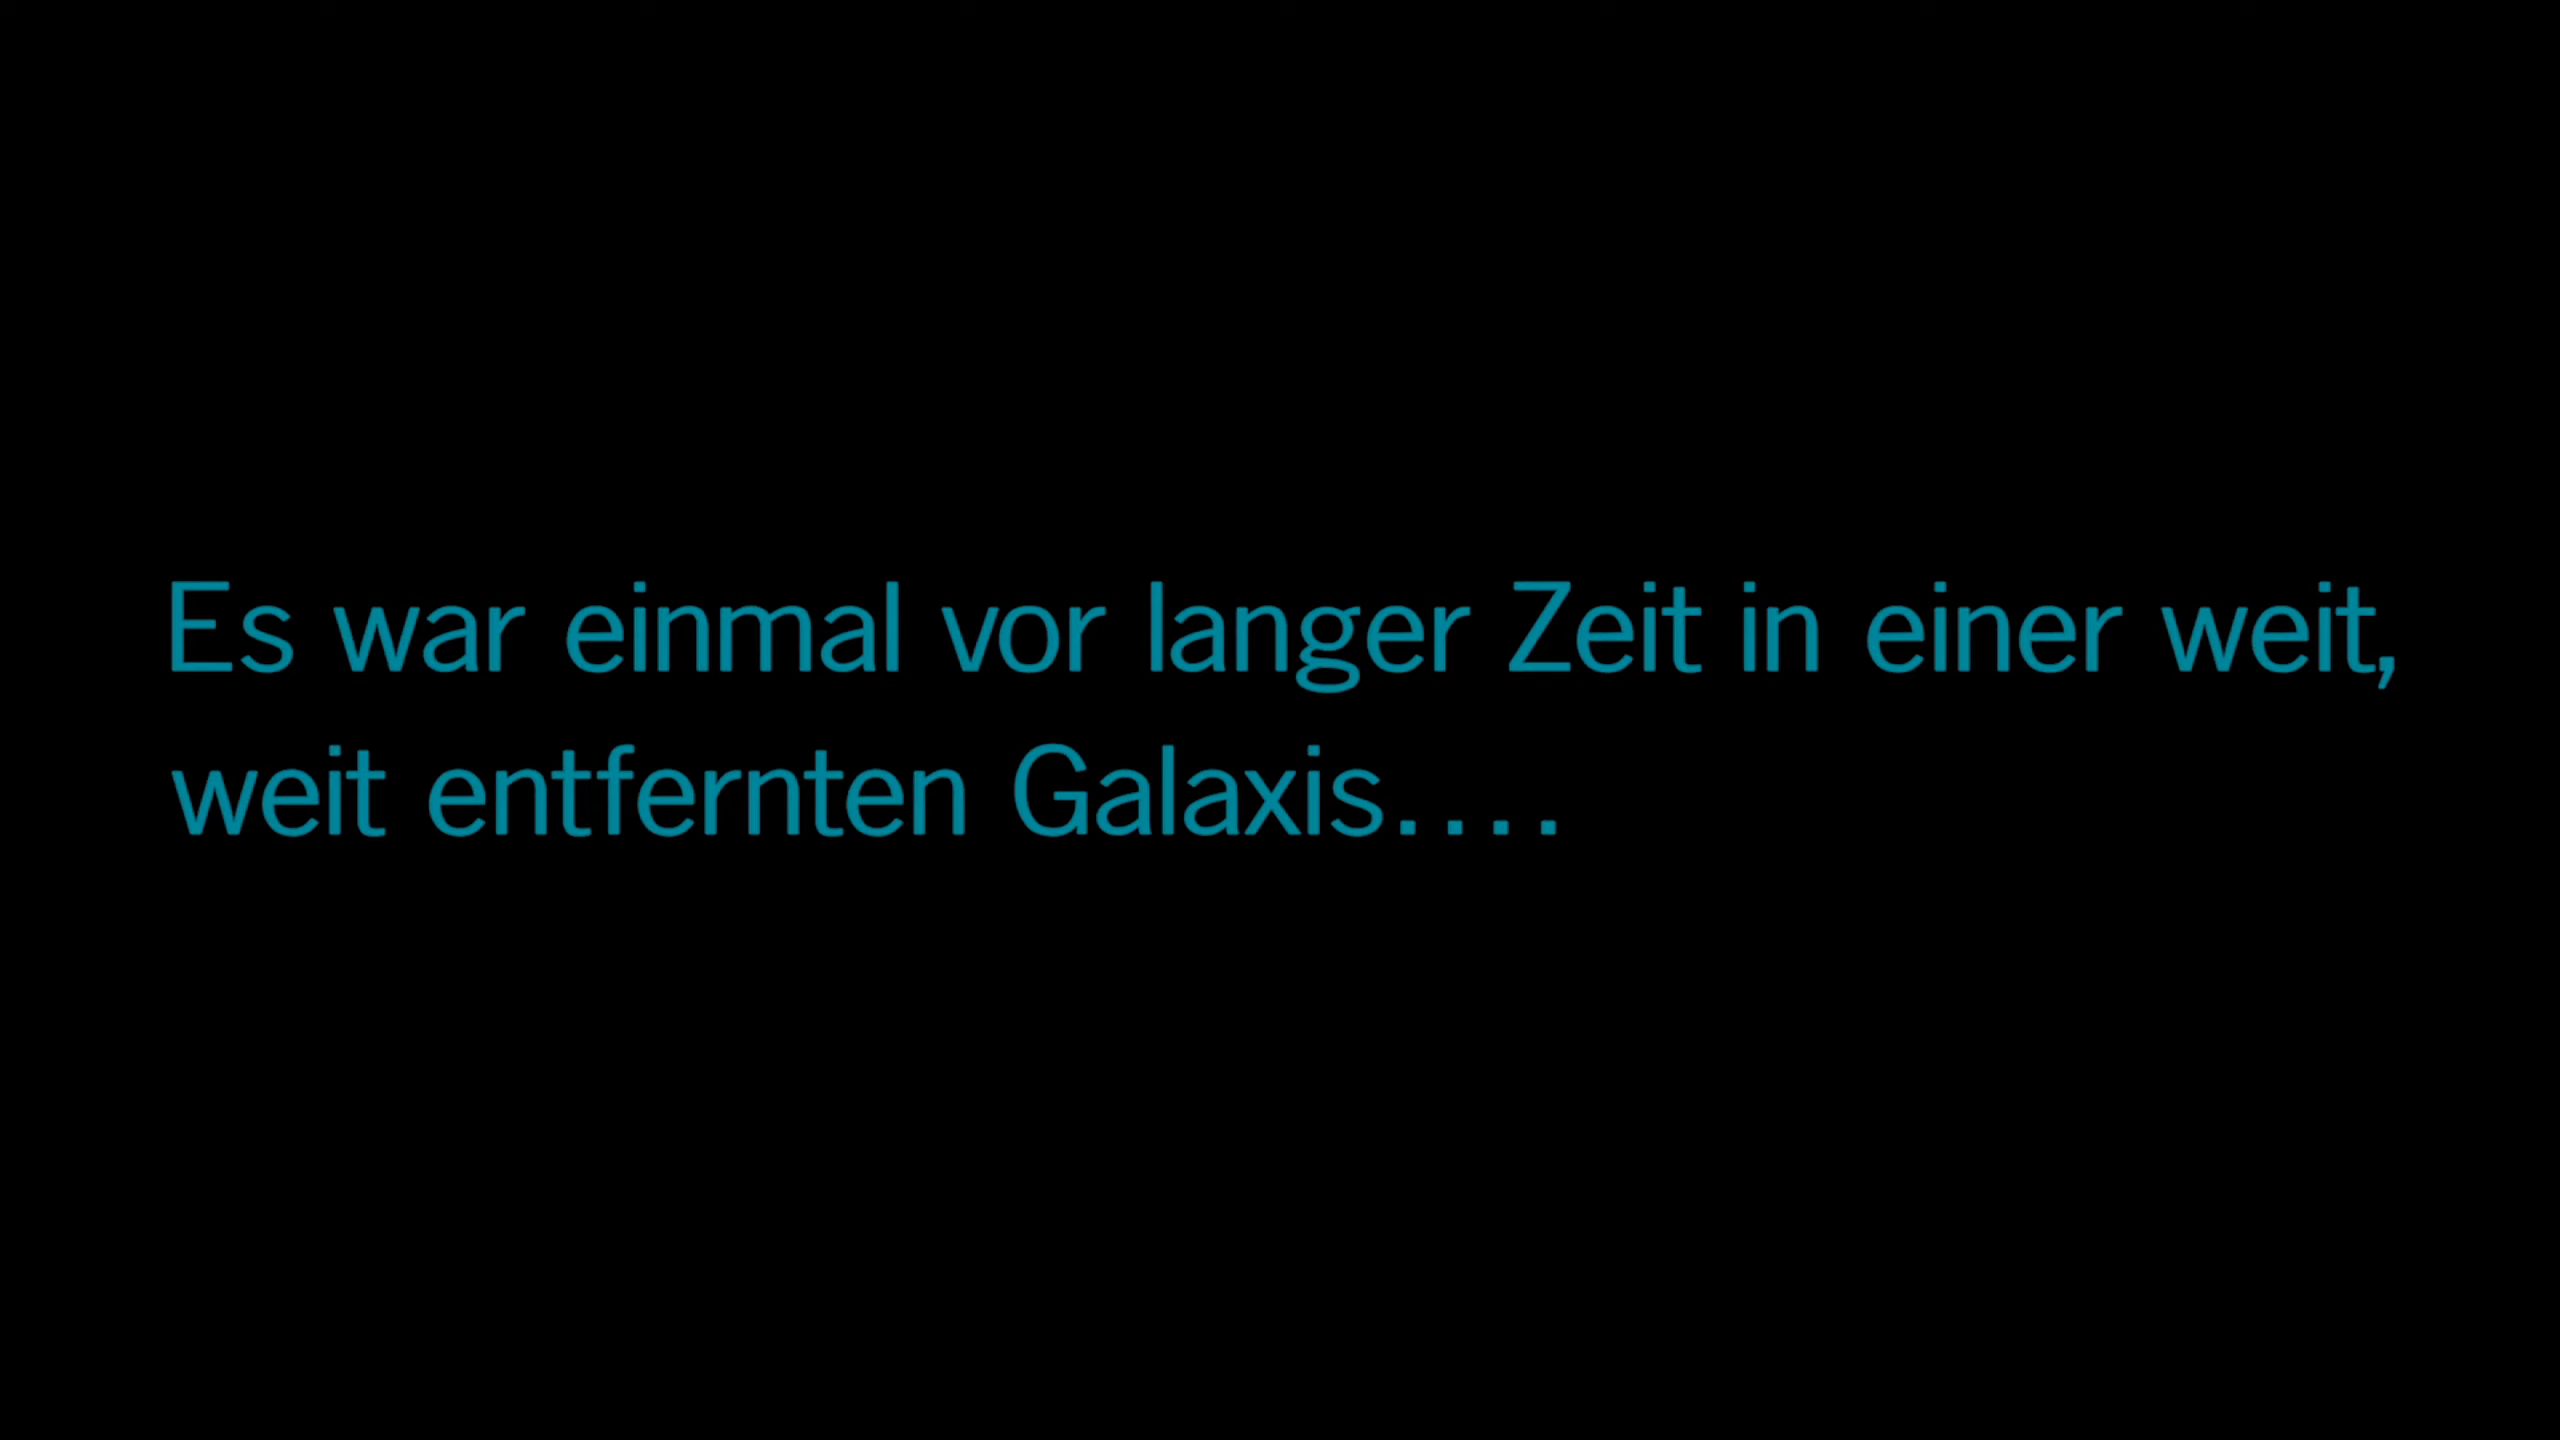 Es war einmal vor langer Zeit in einer weit,
weit entfernten Galaxis....